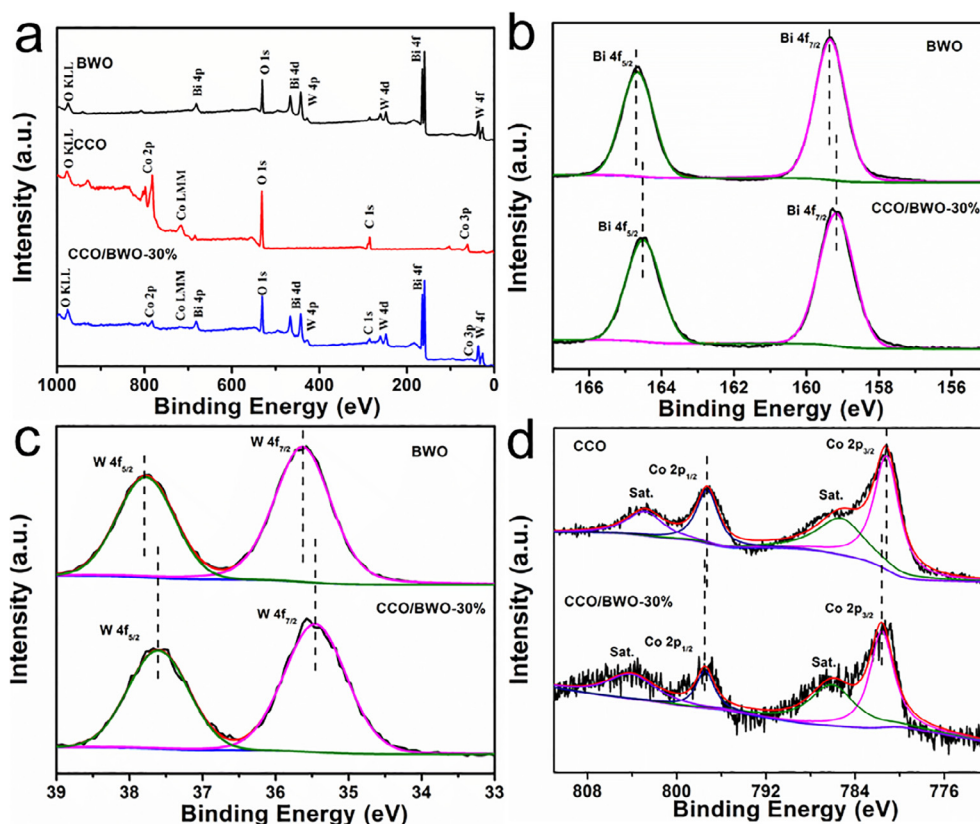 a
BWO
O KLL
Bi 4p
O 1s
Bi 4d
W 4p
W 4d
Bi 4f
W 4f
CCO
O KLL
Co 2p
Co LMM
O 1s
C 1s
Co 3p
CCO/BWO-30%
O KLL
Co 2p
Co LMM
Bi 4p
O 1s
Bi 4d
W 4p
C 1s
W 4d
Bi 4f
Co 3p
W 4f
Intensity (a.u.)
1000 800 600 400 200 0
Binding Energy (eV)
b
Bi 4f5/2
Bi 4f7/2
BWO
Bi 4f5/2
Bi 4f7/2
CCO/BWO-30%
Intensity (a.u.)
166 164 162 160 158 156
Binding Energy (eV)
c
W 4f5/2
W 4f7/2
BWO
W 4f5/2
W 4f7/2
CCO/BWO-30%
Intensity (a.u.)
39 38 37 36 35 34 33
Binding Energy (eV)
d
CCO
Sat.
Co 2p1/2
Sat.
Co 2p3/2
CCO/BWO-30%
Sat.
Co 2p1/2
Sat.
Co 2p3/2
Intensity (a.u.)
808 800 792 784 776
Binding Energy (eV)